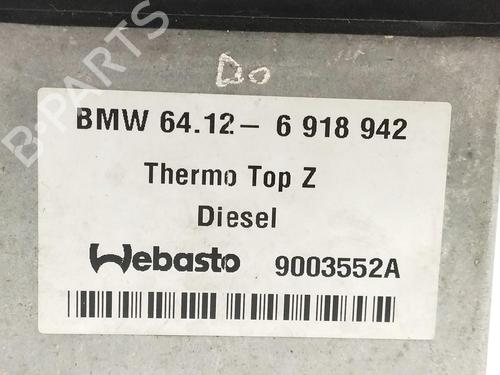 Do
BMW 64.12 - 6 918 942
Thermo Top Z
Diesel
Webasto 9003552A
B-PARTS